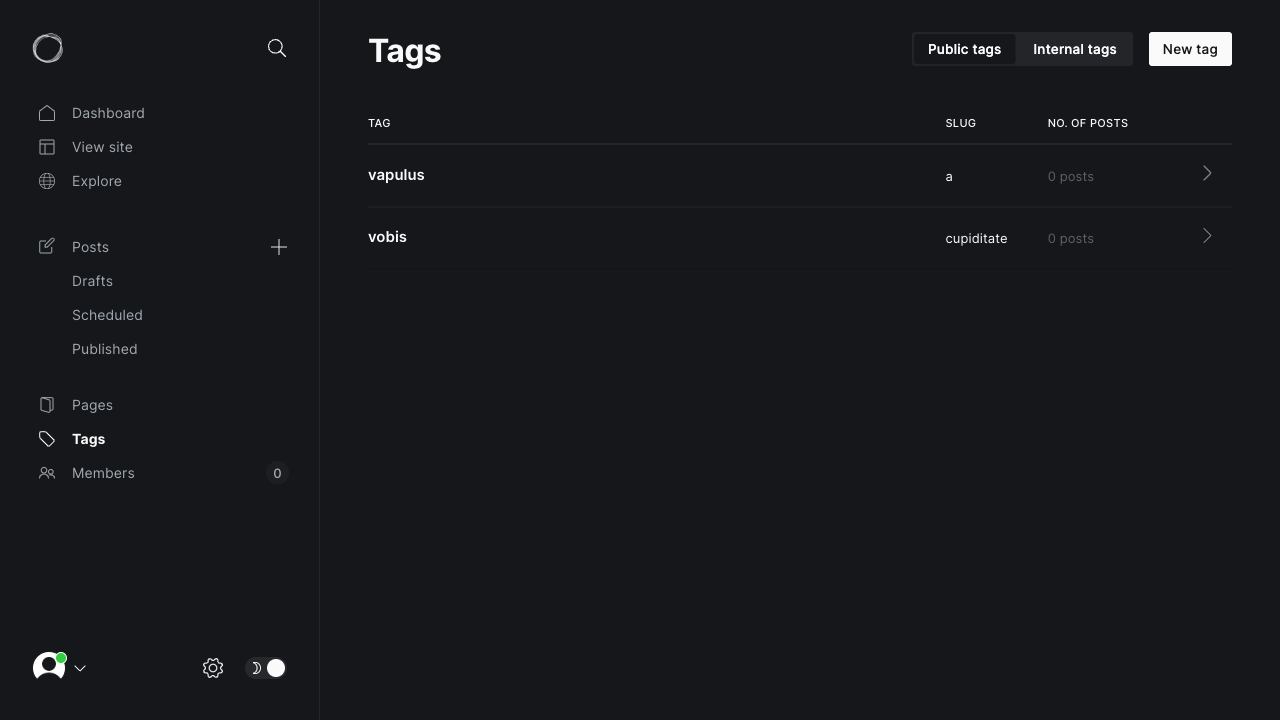 Dashboard
View site
Explore
Posts
Drafts
Scheduled
Published
Pages
Tags
Members 0
Tags
Public tags Internal tags New tag
TAG SLUG NO. OF POSTS
vapulus a 0 posts
vobis cupiditate 0 posts